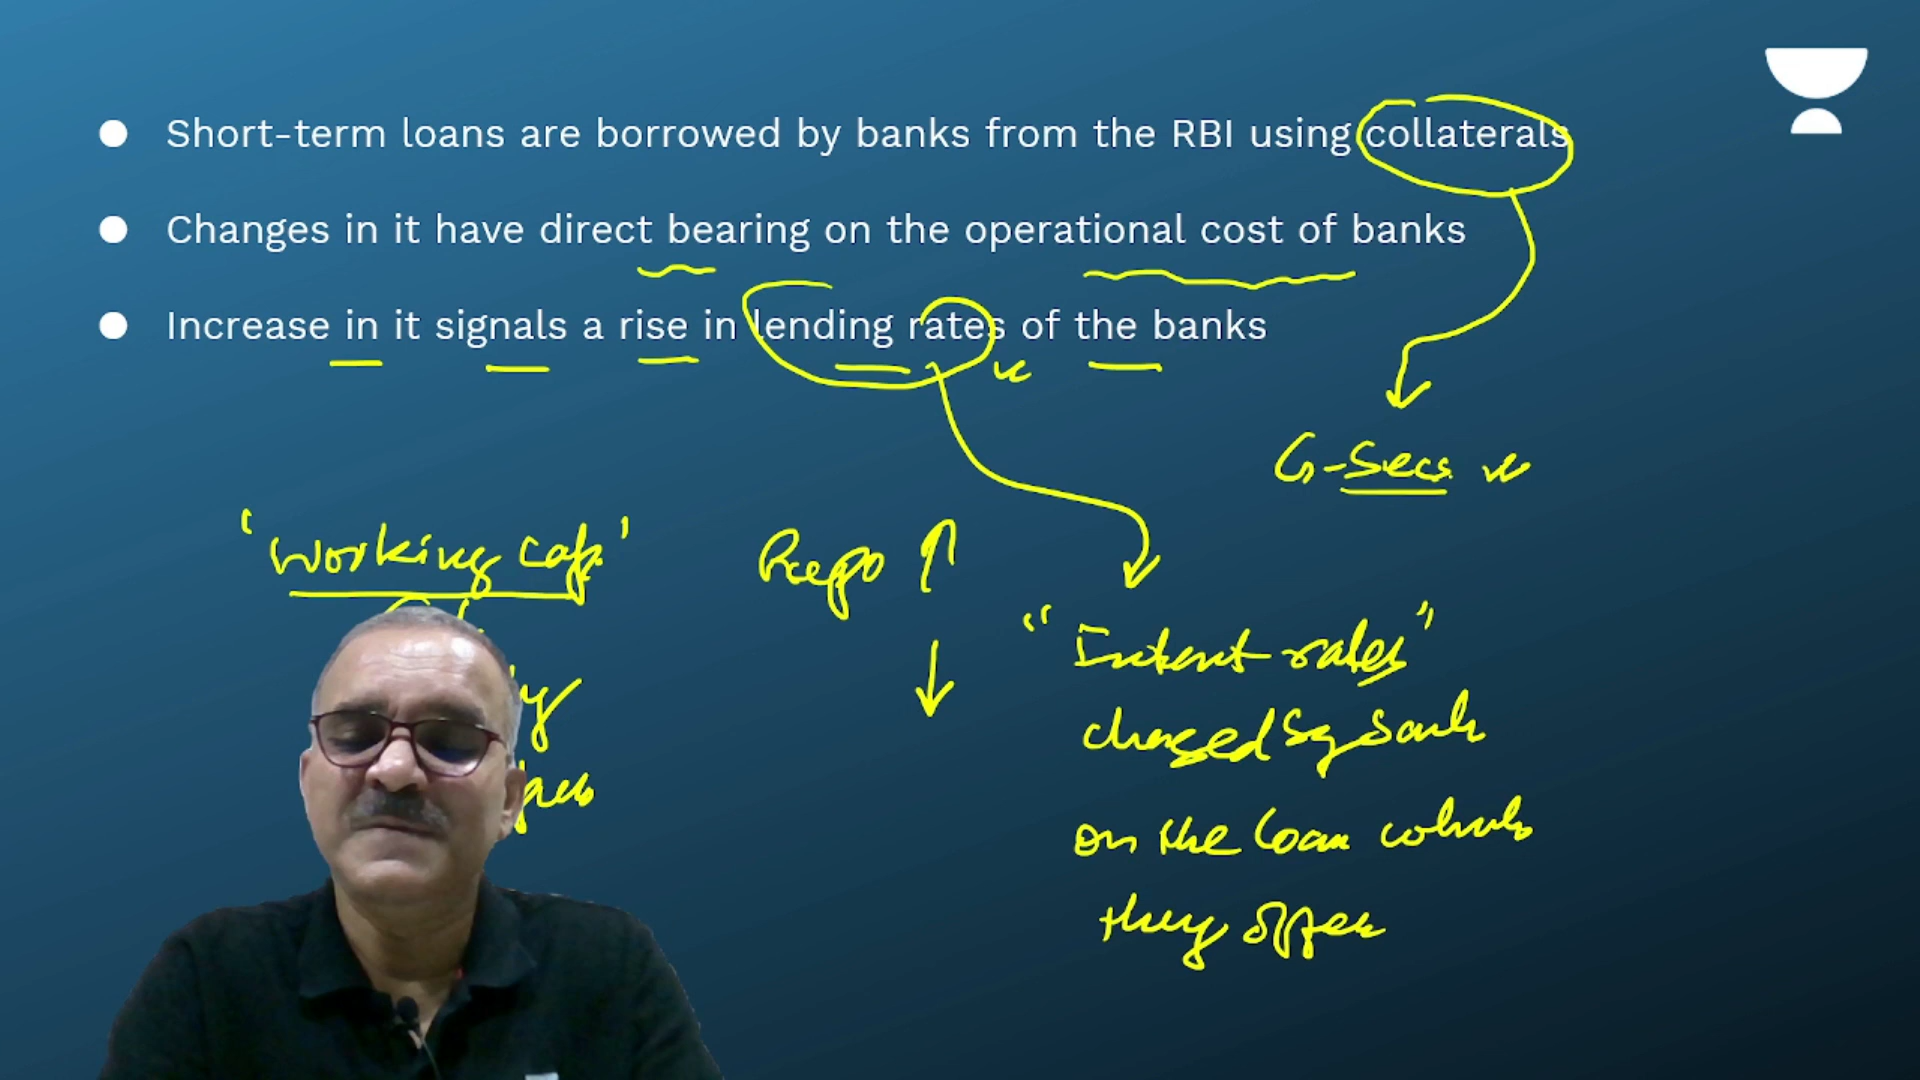 Short-term loans are borrowed by banks from the RBI using collaterals
Changes in it have direct bearing on the operational cost of banks
Increase in it signals a rise in lending rates of the banks
G-Secs
'Working cap.'
Repo ↑
↓
"Interest rates"
charged by banks
on the loan
they offer